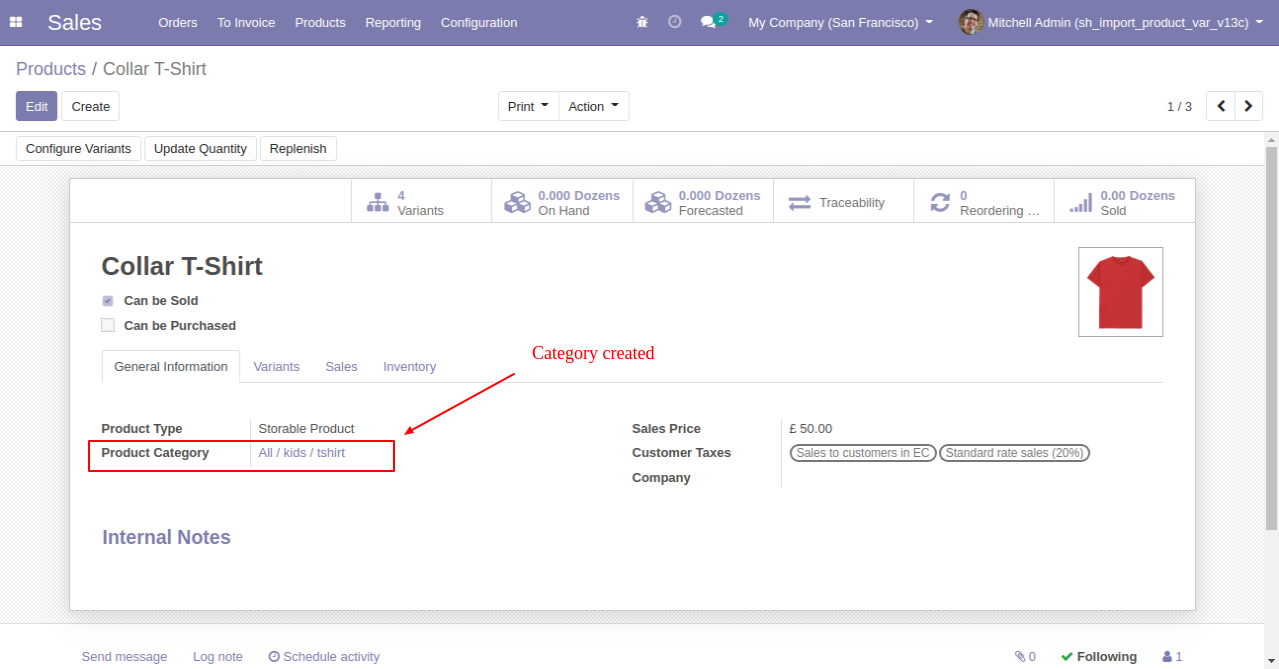 Sales Orders To Invoice Products Reporting Configuration 2 My Company (San Francisco) Mitchell Admin (sh_import_product_var_v13c)
Products / Collar T-Shirt
Edit Create Print Action 1 / 3
Configure Variants Update Quantity Replenish
4 0.000 Dozens 0.000 Dozens 0 0.00 Dozens
Variants On Hand Forecasted Traceability Reordering ... Sold
Collar T-Shirt
Can be Sold
Can be Purchased
Category created
General Information Variants Sales Inventory
Product Type Storable Product Sales Price £ 50.00
Product Category All / kids / tshirt Customer Taxes Sales to customers in EC Standard rate sales (20%)
Company
Internal Notes
Send message Log note Schedule activity 0 Following 1